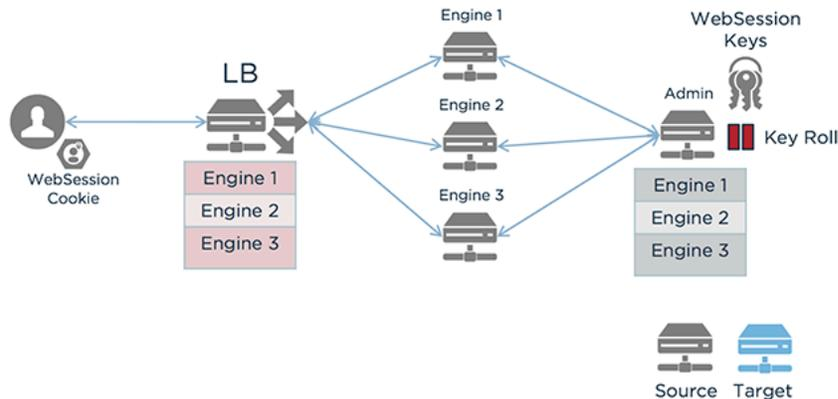 Engine 1
WebSession
Keys
LB
Admin
Engine 2
Key Roll
WebSession
Cookie
Engine 1
Engine 2
Engine 3
Engine 3
Engine 1
Engine 2
Engine 3
Source
Target